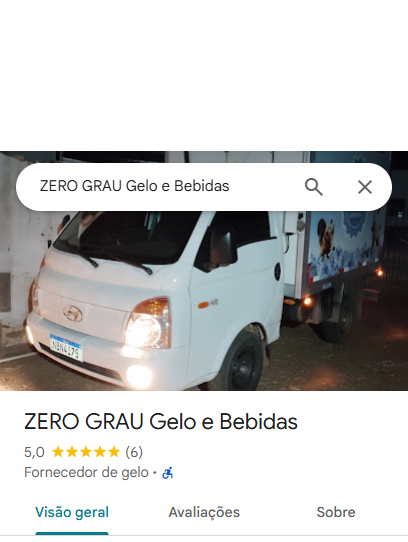 ZERO GRAU Gelo e Bebidas
ZERO GRAU Gelo e Bebidas
5,0 (6)
Fornecedor de gelo ·
Visão geral
Avaliações
Sobre